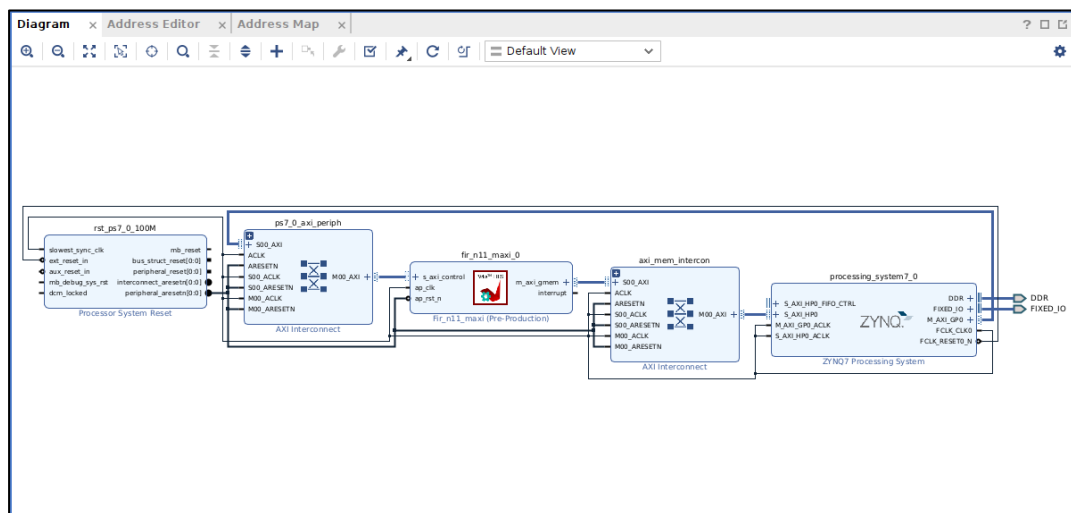 Diagram × Address Editor × Address Map × ?
Default View
rst_ps7_0_100M
slowest_sync_clk mb_reset
ext_reset_in bus_struct_reset[0:0]
aux_reset_in peripheral_reset[0:0]
mb_debug_sys_rst interconnect_aresetn[0:0]
dcm_locked peripheral_aresetn[0:0]
Processor System Reset
ps7_0_axi_periph
S00_AXI
ACLK
ARESETN
S00_ACLK M00_AXI
S00_ARESETN
M00_ACLK
M00_ARESETN
AXI Interconnect
fir_n11_maxi_0
s_axi_control m_axi_gmem
ap_clk interrupt
ap_rst_n
Fir_n11_maxi (Pre-Production)
axi_mem_intercon
S00_AXI
ACLK
ARESETN
S00_ACLK M00_AXI
S00_ARESETN
M00_ACLK
M00_ARESETN
AXI Interconnect
processing_system7_0
S_AXI_HP0_FIFO_CTRL DDR
S_AXI_HP0 FIXED_IO
M_AXI_GP0_ACLK M_AXI_GP0
S_AXI_HP0_ACLK FCLK_CLK0
FCLK_RESET0_N
ZYNQ
ZYNQ7 Processing System
DDR
FIXED_IO